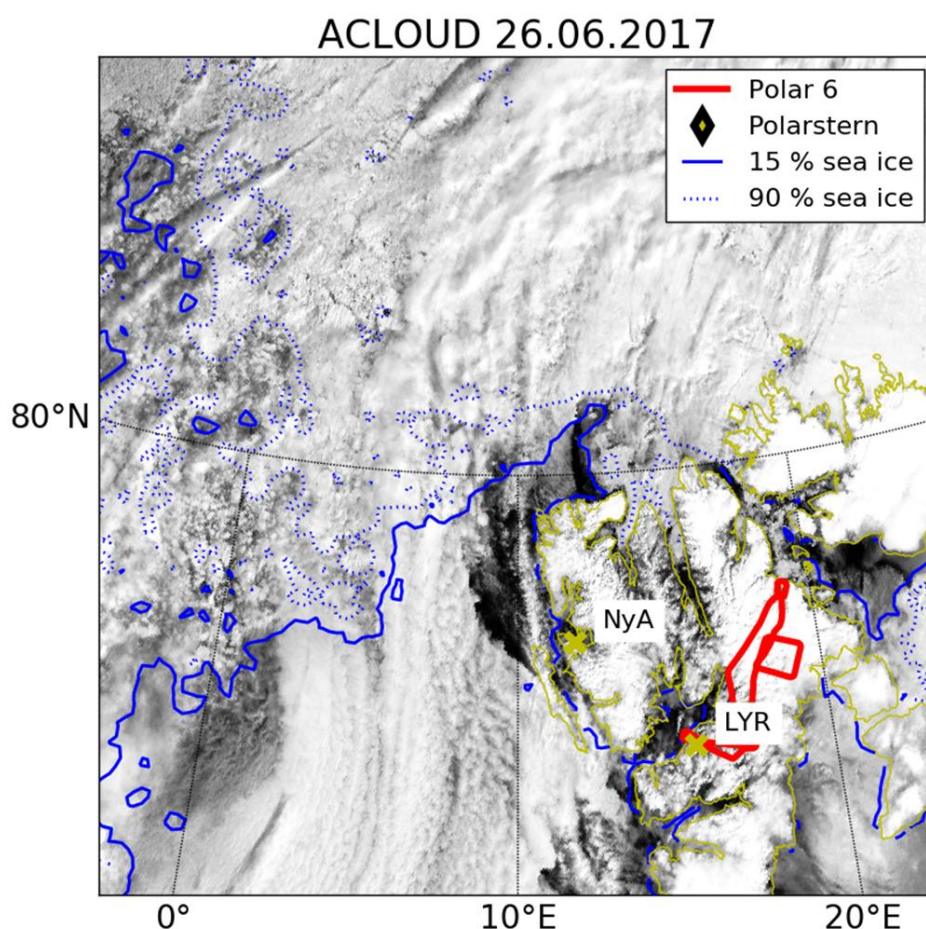 ACLOUD 26.06.2017
Polar 6
Polarstern
15 % sea ice
90 % sea ice
80°N
NyA
LYR
0°
10°E
20°E